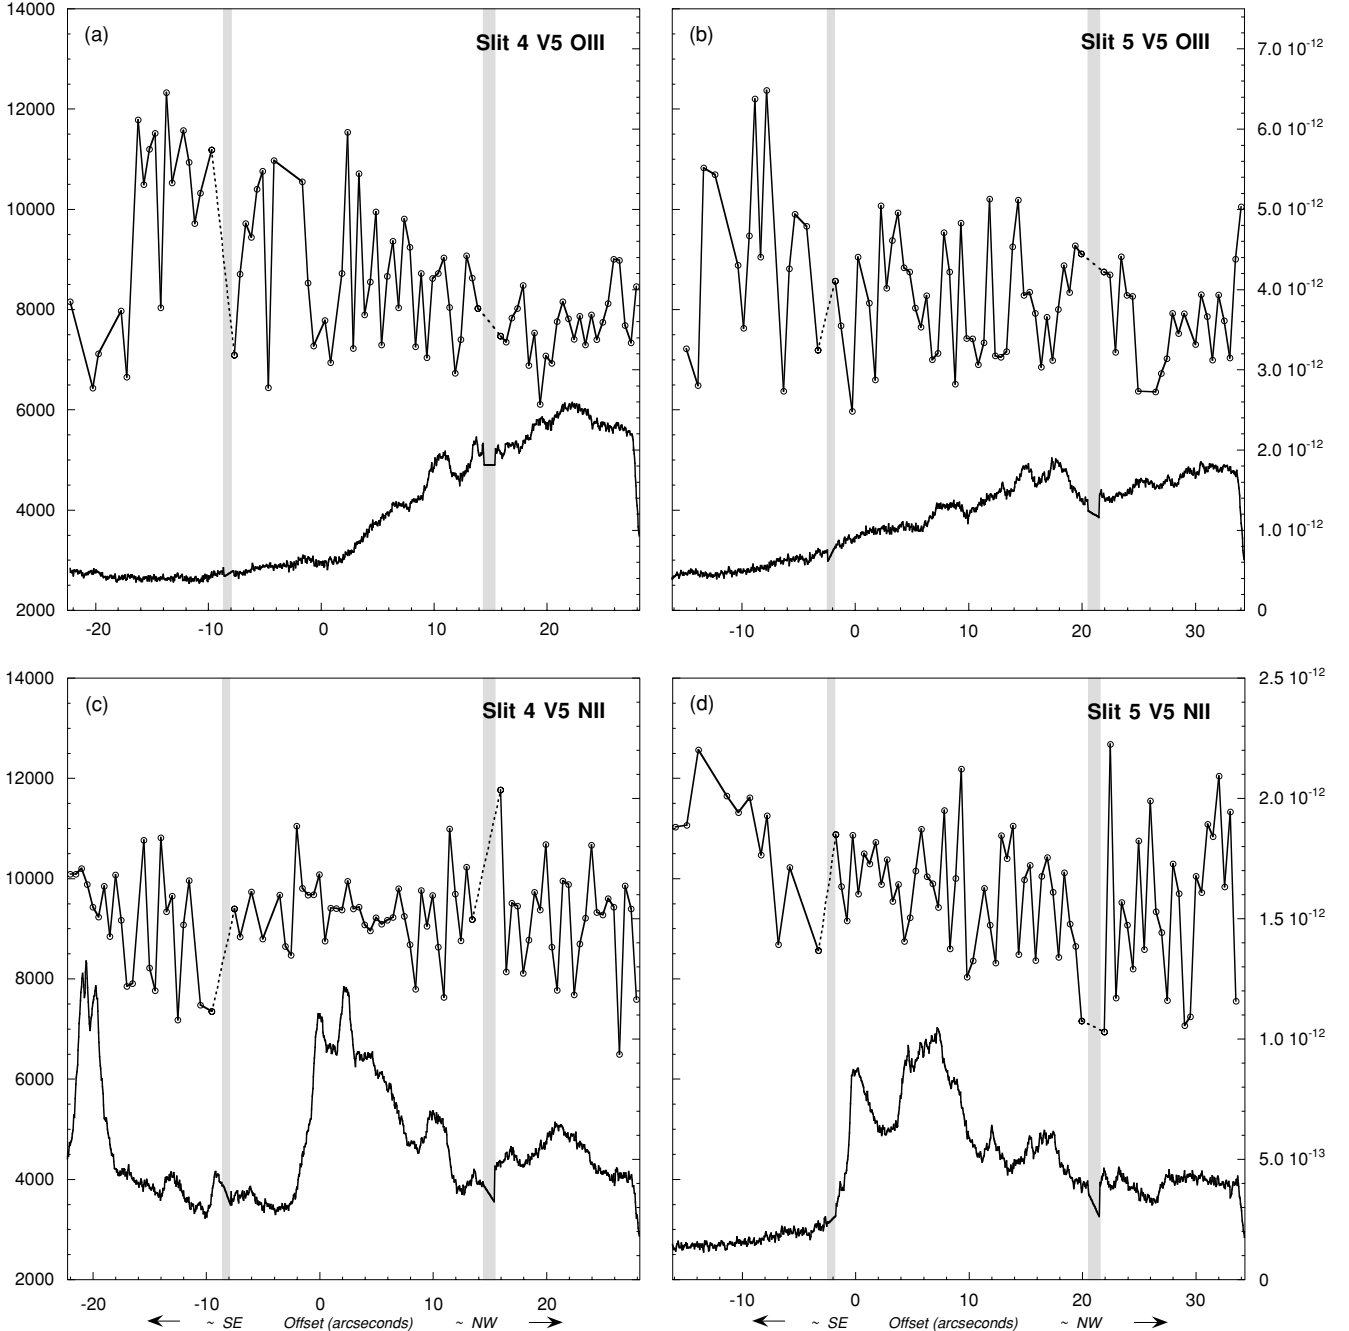 (a) Slit 4 V5 OIII
14000
12000
10000
8000
6000
4000
2000
-20 -10 0 10 20
(b) Slit 5 V5 OIII
7.0 10-12
6.0 10-12
5.0 10-12
4.0 10-12
3.0 10-12
2.0 10-12
1.0 10-12
0
-10 0 10 20 30
(c) Slit 4 V5 NII
14000
12000
10000
8000
6000
4000
2000
-20 -10 0 10 20
~ SE Offset (arcseconds) ~ NW
(d) Slit 5 V5 NII
2.5 10-12
2.0 10-12
1.5 10-12
1.0 10-12
5.0 10-13
0
-10 0 10 20 30
~ SE Offset (arcseconds) ~ NW